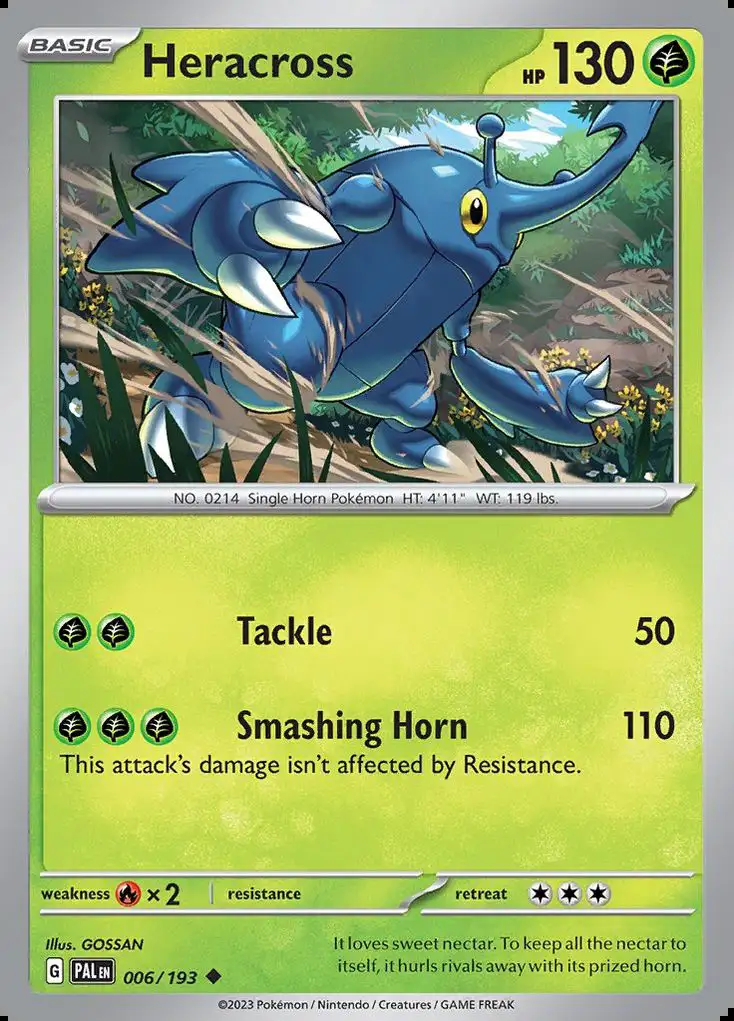 BASIC
Heracross
HP 130
NO. 0214 Single Horn Pokémon HT: 4'11" WT: 119 lbs.
Tackle 50
Smashing Horn 110
This attack's damage isn't affected by Resistance.
weakness ×2 resistance retreat
Illus. GOSSAN
It loves sweet nectar. To keep all the nectar to
itself, it hurls rivals away with its prized horn.
G PAL EN 006/193
©2023 Pokémon / Nintendo / Creatures / GAME FREAK